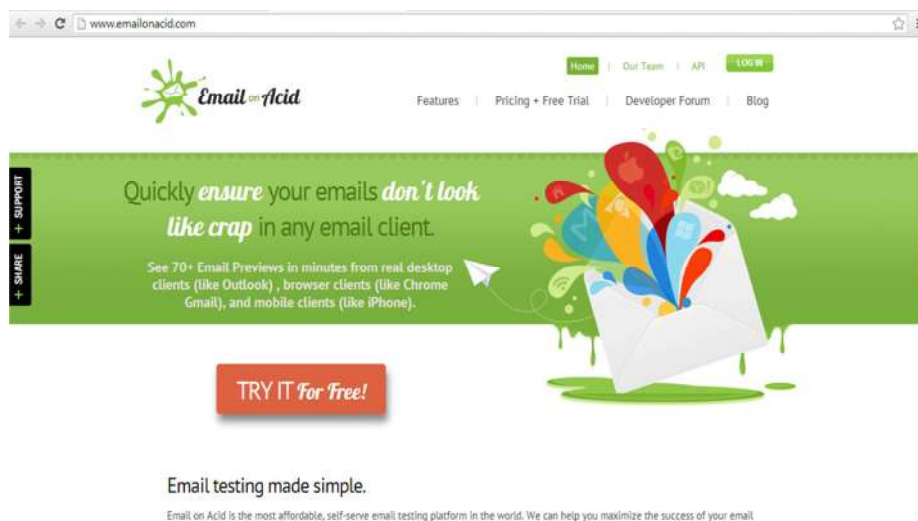 www.emailonacid.com
Home | Our Team | API LOG IN
Email on Acid
Features | Pricing + Free Trial | Developer Forum | Blog
+ SUPPORT
+ SHARE
Quickly ensure your emails don't look
like crap in any email client.
See 70+ Email Previews in minutes from real desktop
clients (like Outlook) , browser clients (like Chrome
Gmail), and mobile clients (like iPhone).
TRY IT For Free!
Email testing made simple.
Email on Acid is the most affordable, self-serve email testing platform in the world. We can help you maximize the success of your email